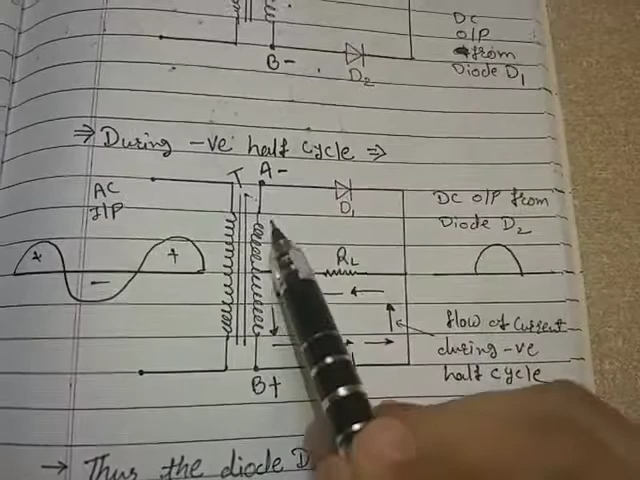 DC
O/P
from
Diode D1
B-
D2
⇒ During -ve half cycle ⇒
T A-
AC
I/P
D1
DC O/P from
Diode D2
+ - +
RL
flow of Current
during -ve
half cycle
B+
→ Thus the diode D